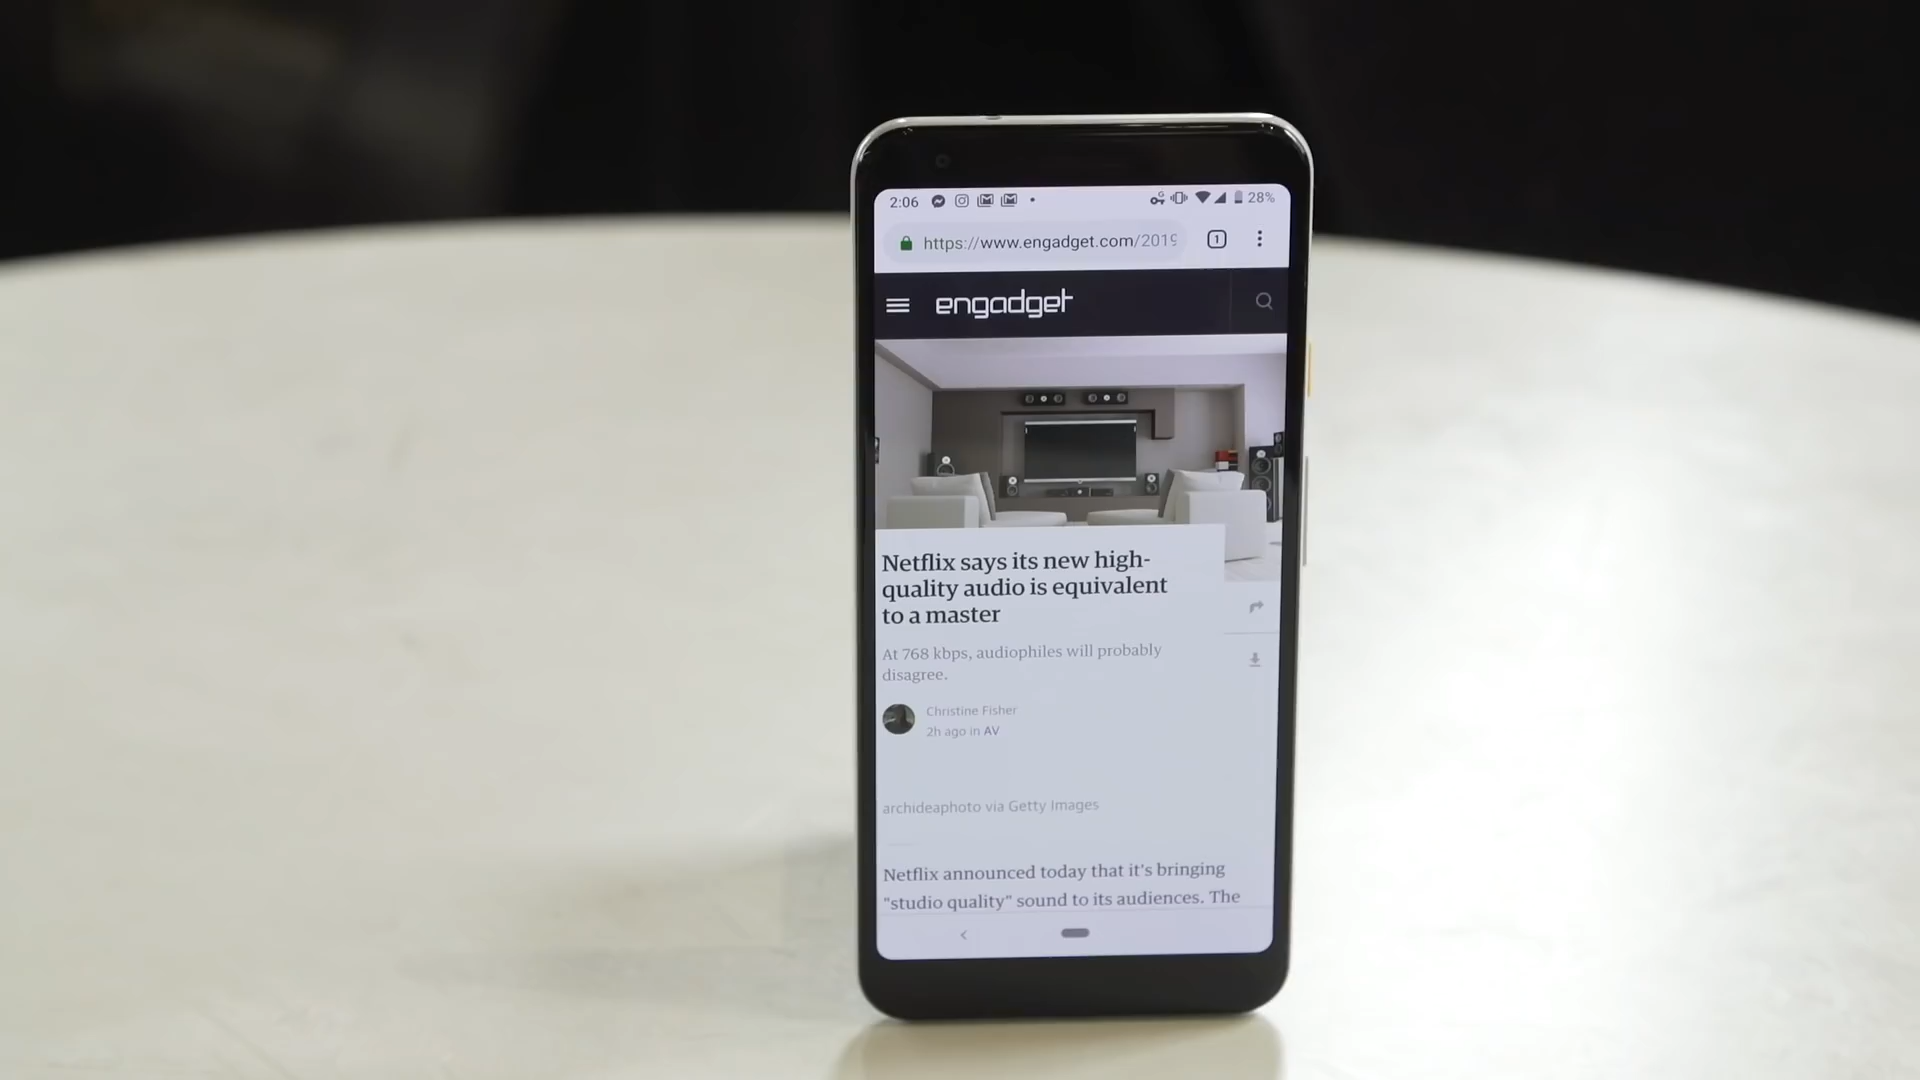 2:06
28%
https://www.engadget.com/2019
1
engadget
Netflix says its new high-
quality audio is equivalent
to a master
At 768 kbps, audiophiles will probably
disagree.
Christine Fisher
2h ago in AV
archideaphoto via Getty Images
Netflix announced today that it's bringing
"studio quality" sound to its audiences. The